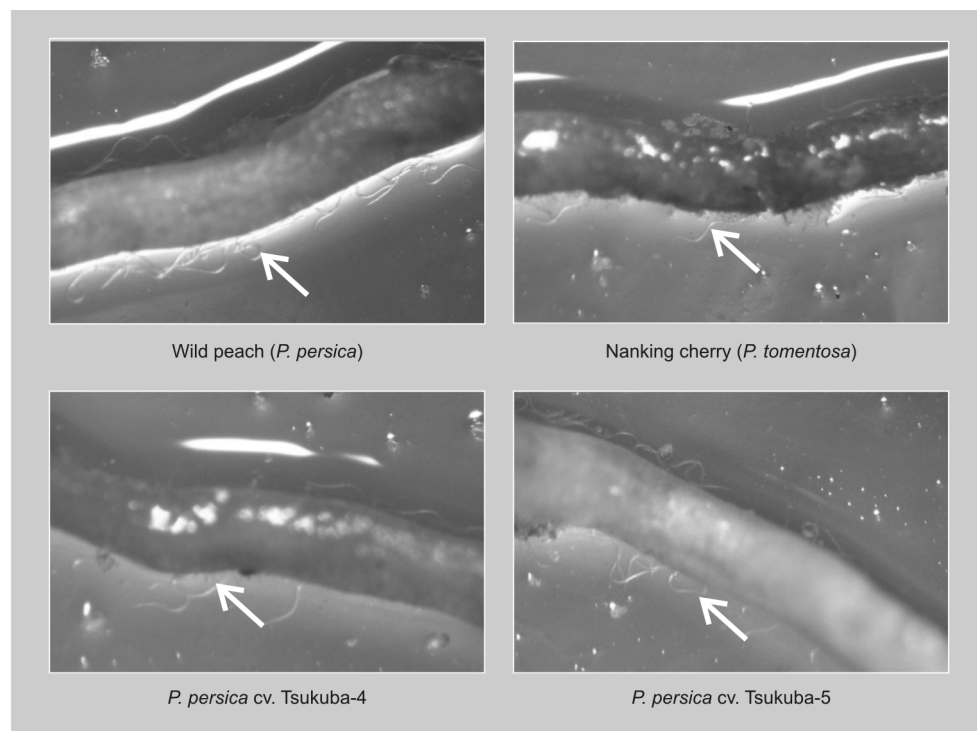 Wild peach (P. persica)
Nanking cherry (P. tomentosa)
P. persica cv. Tsukuba-4
P. persica cv. Tsukuba-5